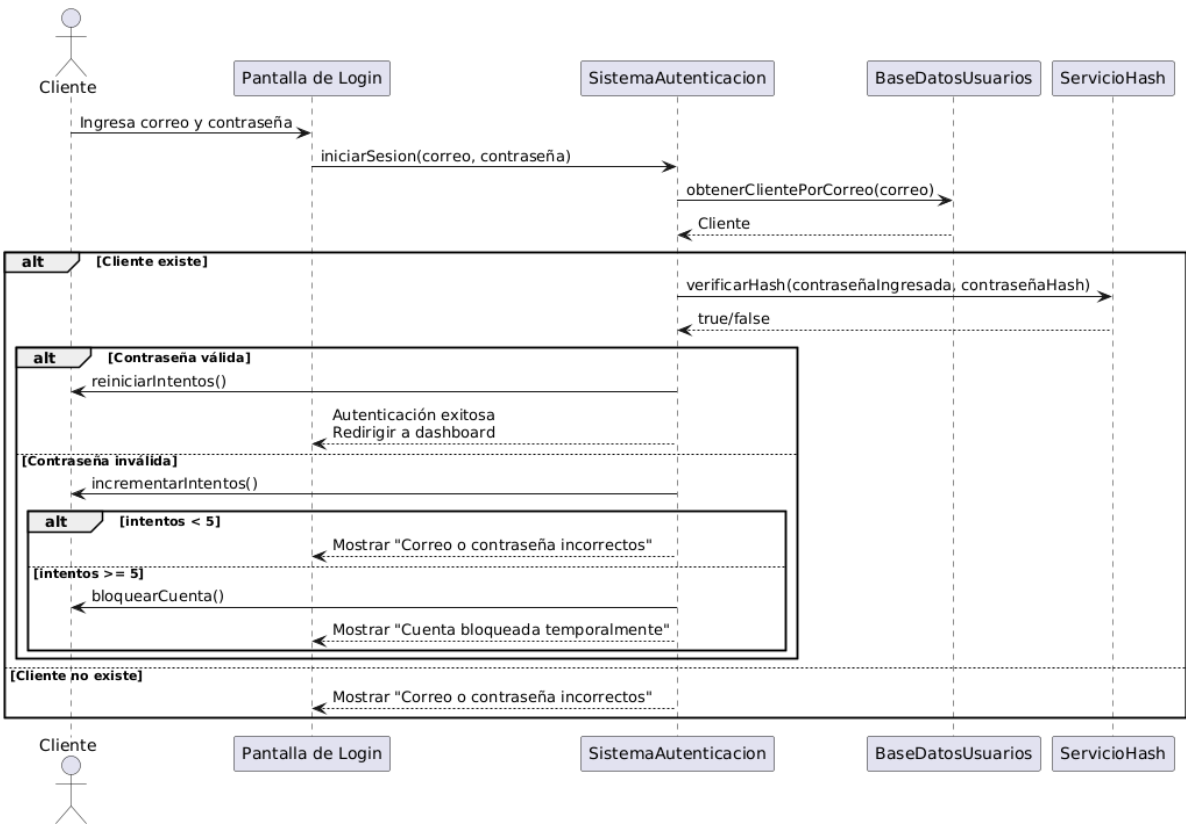 Cliente
Pantalla de Login
SistemaAutenticacion
BaseDatosUsuarios
ServicioHash
Ingresa correo y contraseña
iniciarSesion(correo, contraseña)
obtenerClientePorCorreo(correo)
Cliente
alt
[Cliente existe]
verificarHash(contraseñaIngresada, contraseñaHash)
true/false
alt
[Contraseña válida]
reiniciarIntentos()
Autenticación exitosa
Redirigir a dashboard
[Contraseña inválida]
incrementarIntentos()
alt
[intentos < 5]
Mostrar "Correo o contraseña incorrectos"
[intentos >= 5]
bloquearCuenta()
Mostrar "Cuenta bloqueada temporalmente"
[Cliente no existe]
Mostrar "Correo o contraseña incorrectos"
Cliente
Pantalla de Login
SistemaAutenticacion
BaseDatosUsuarios
ServicioHash